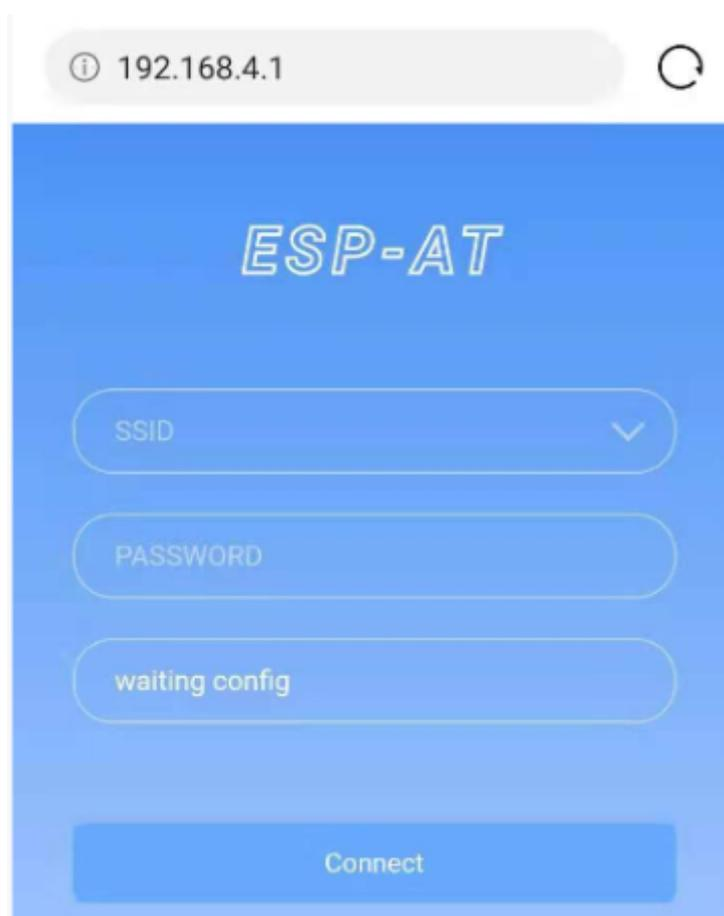 192.168.4.1
ESP-AT
SSID
PASSWORD
waiting config
Connect